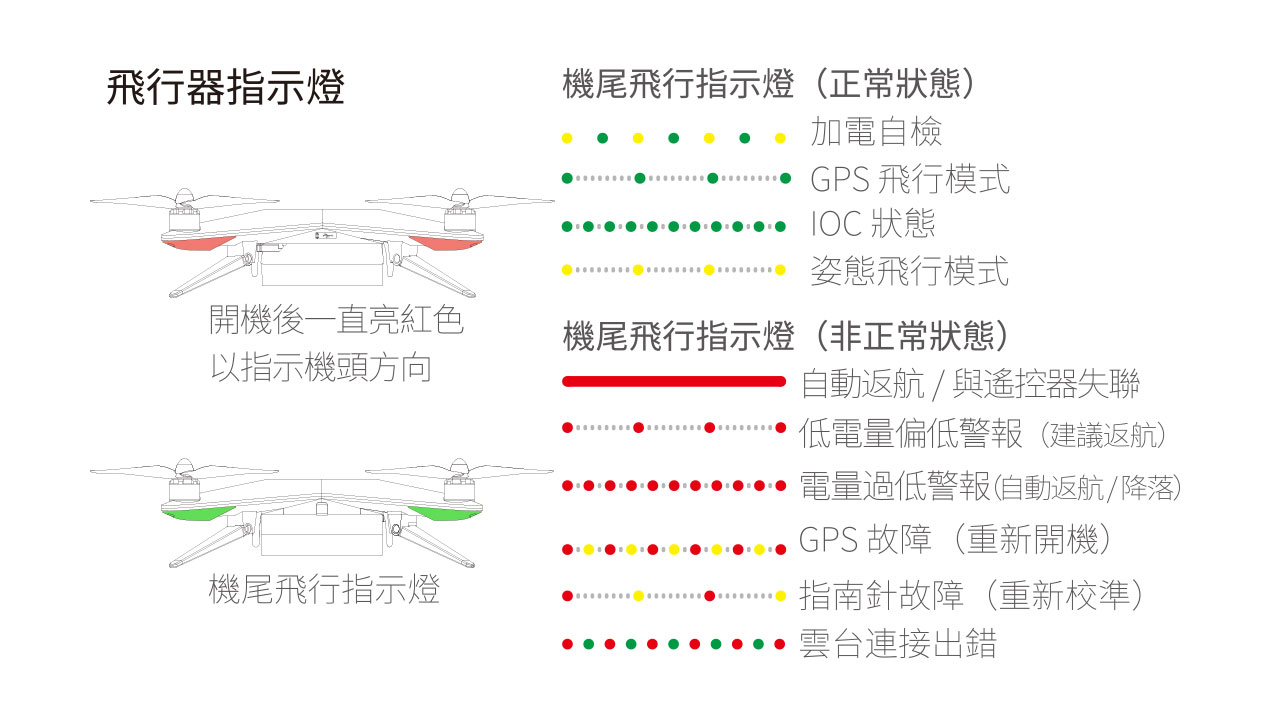 飛行器指示燈
開機後一直亮紅色
以指示機頭方向
機尾飛行指示燈
機尾飛行指示燈（正常狀態）
加電自檢
GPS 飛行模式
IOC 狀態
姿態飛行模式
機尾飛行指示燈（非正常狀態）
自動返航 / 與遙控器失聯
低電量偏低警報（建議返航）
電量過低警報(自動返航/降落)
GPS 故障（重新開機）
指南針故障（重新校準）
雲台連接出錯